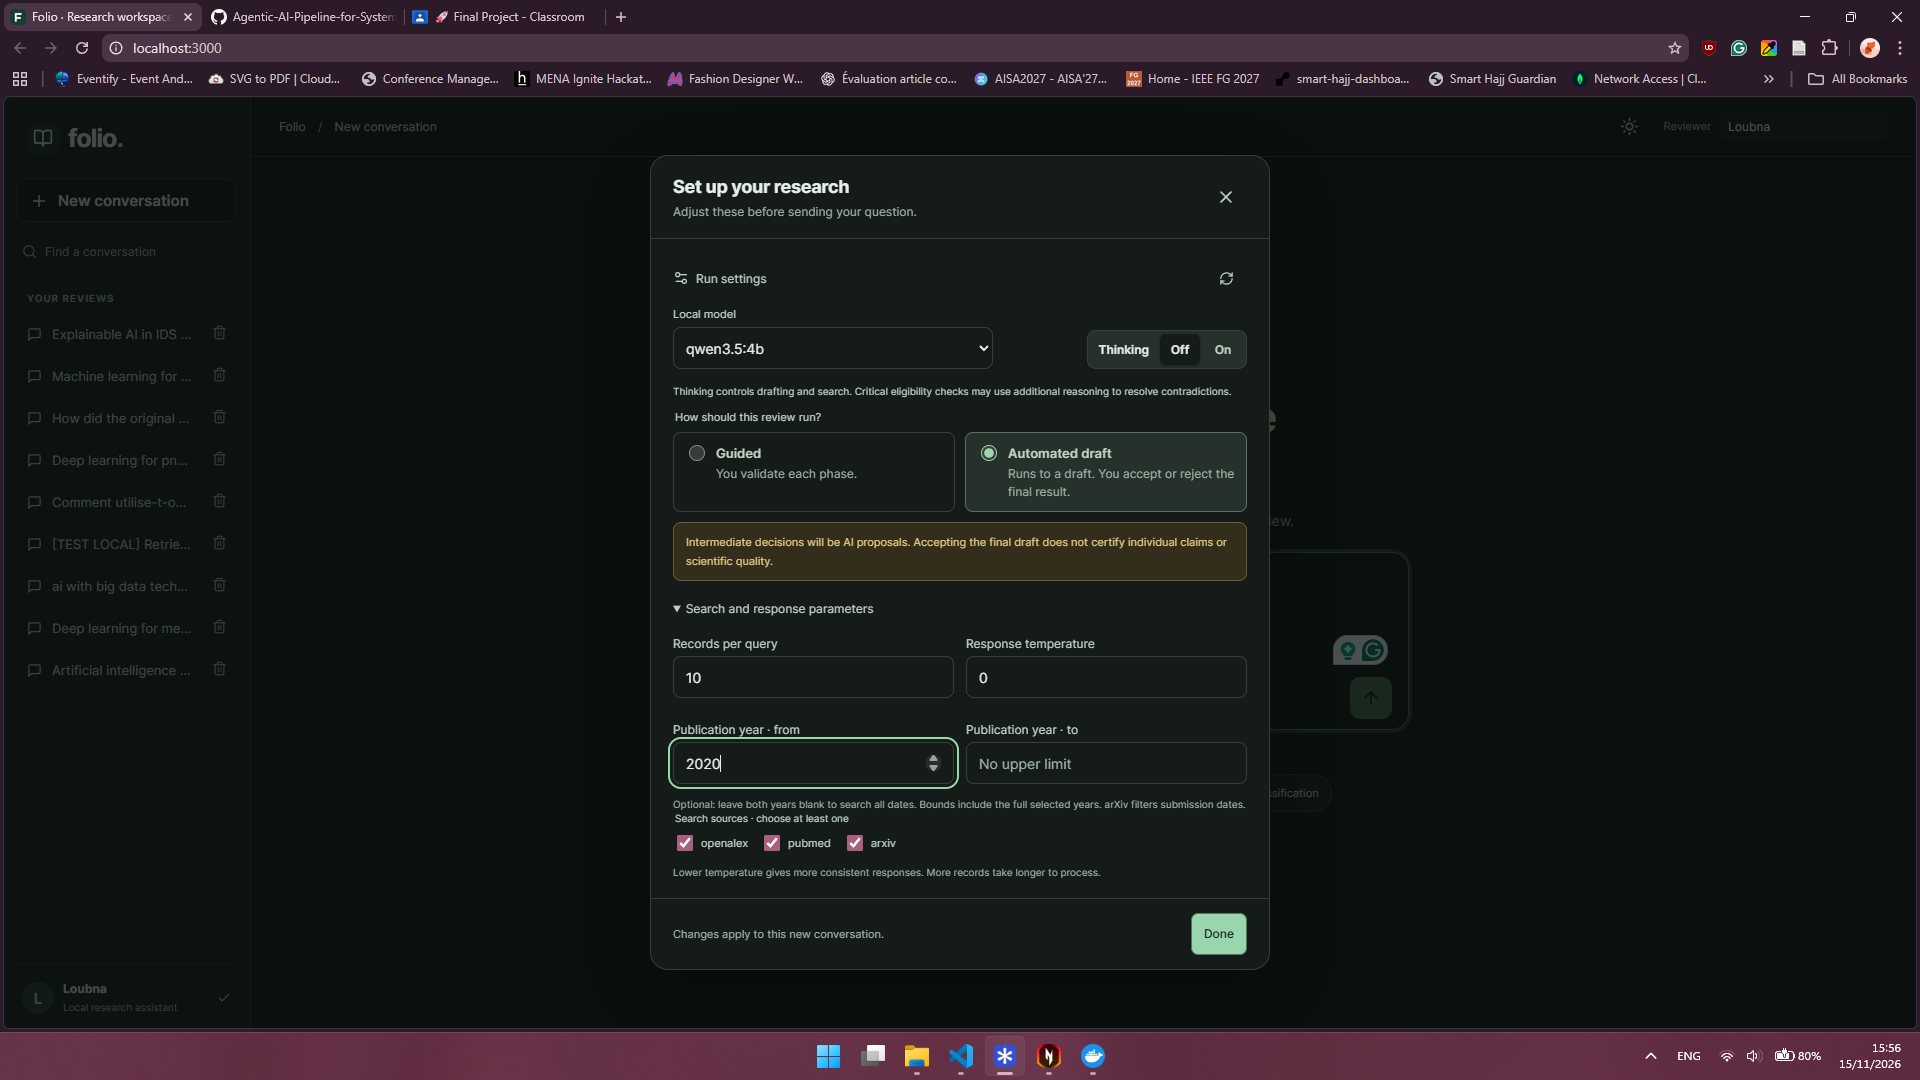 Folio · Research workspace
Agentic-AI-Pipeline-for-System
🚀 Final Project - Classroom
localhost:3000
Eventify - Event And...
SVG to PDF | Cloud...
Conference Manage...
MENA Ignite Hackat...
Fashion Designer W...
Évaluation article co...
AISA2027 - AISA'27...
FG 2027
Home - IEEE FG 2027
smart-hajj-dashboa...
Smart Hajj Guardian
Network Access | Cl...
All Bookmarks
folio.
Folio / New conversation
Reviewer
Loubna
New conversation
Find a conversation
YOUR REVIEWS
Explainable AI in IDS ...
Machine learning for ...
How did the original ...
Deep learning for pn...
Comment utilise-t-o...
[TEST LOCAL] Retrie...
ai with big data tech...
Deep learning for me...
Artificial intelligence ...
L
Loubna
Local research assistant
Set up your research
Adjust these before sending your question.
Run settings
Local model
qwen3.5:4b
Thinking Off On
Thinking controls drafting and search. Critical eligibility checks may use additional reasoning to resolve contradictions.
How should this review run?
Guided
You validate each phase.
Automated draft
Runs to a draft. You accept or reject the
final result.
Intermediate decisions will be AI proposals. Accepting the final draft does not certify individual claims or
scientific quality.
Search and response parameters
Records per query
10
Response temperature
0
Publication year · from
2020
Publication year · to
No upper limit
Optional: leave both years blank to search all dates. Bounds include the full selected years. arXiv filters submission dates.
Search sources · choose at least one
openalex
pubmed
arxiv
Lower temperature gives more consistent responses. More records take longer to process.
Changes apply to this new conversation.
Done
ENG
80%
15:56
15/11/2026